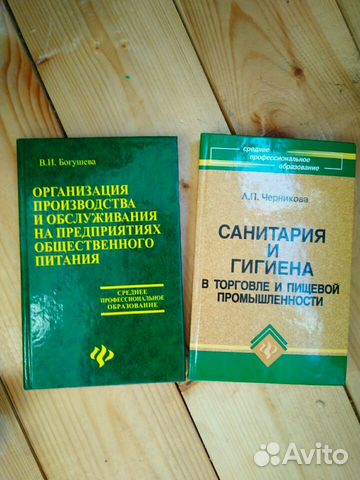 В.И. Богушева
ОРГАНИЗАЦИЯ
ПРОИЗВОДСТВА
И ОБСЛУЖИВАНИЯ
НА ПРЕДПРИЯТИЯХ
ОБЩЕСТВЕННОГО
ПИТАНИЯ
СРЕДНЕЕ
ПРОФЕССИОНАЛЬНОЕ
ОБРАЗОВАНИЕ
среднее
профессиональное
образование
Л.П. Черникова
САНИТАРИЯ
И
ГИГИЕНА
В ТОРГОВЛЕ И ПИЩЕВОЙ
ПРОМЫШЛЕННОСТИ
Avito